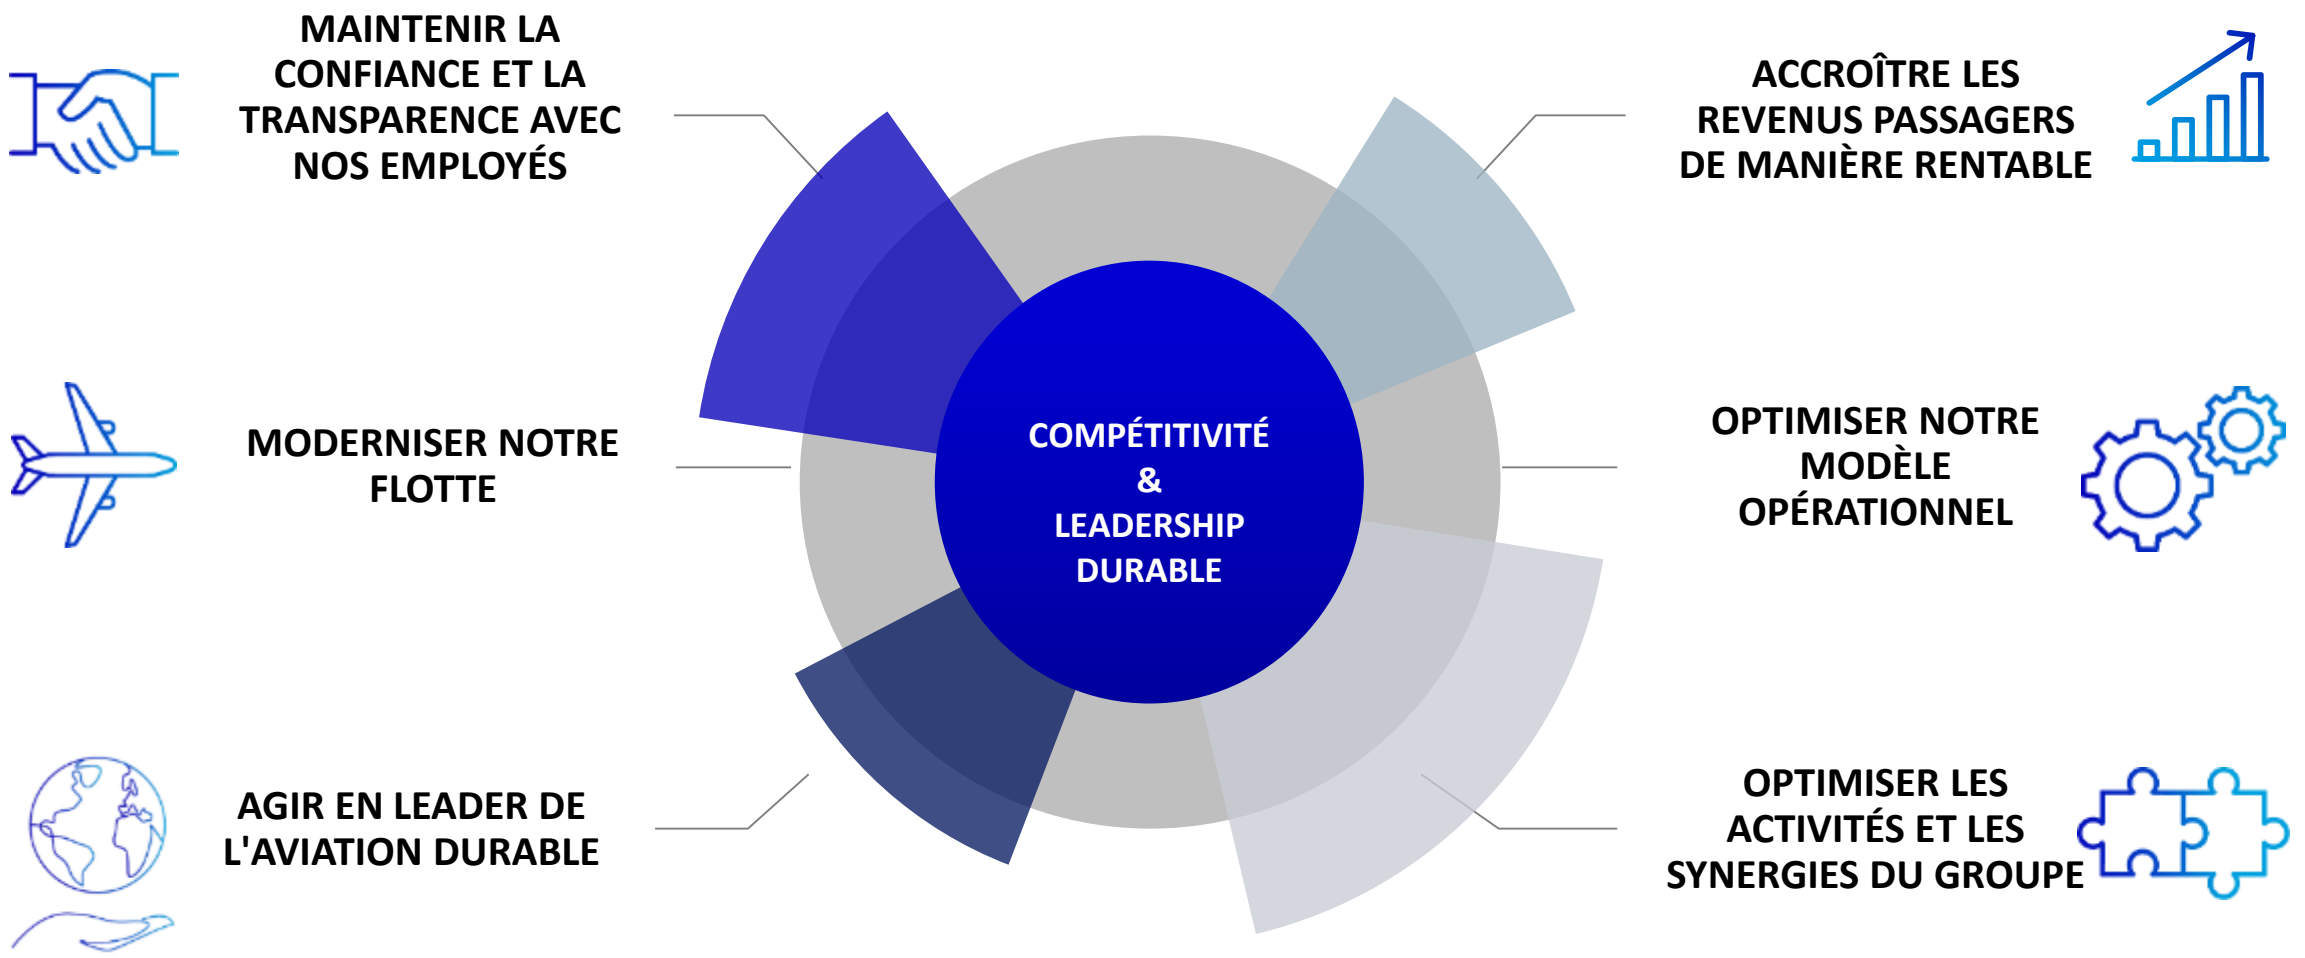 MAINTENIR LA
CONFIANCE ET LA
TRANSPARENCE AVEC
NOS EMPLOYÉS
MODERNISER NOTRE
FLOTTE
AGIR EN LEADER DE
L'AVIATION DURABLE
COMPÉTITIVITÉ
&
LEADERSHIP
DURABLE
ACCROÎTRE LES
REVENUS PASSAGERS
DE MANIÈRE RENTABLE
OPTIMISER NOTRE
MODÈLE
OPÉRATIONNEL
OPTIMISER LES
ACTIVITÉS ET LES
SYNERGIES DU GROUPE